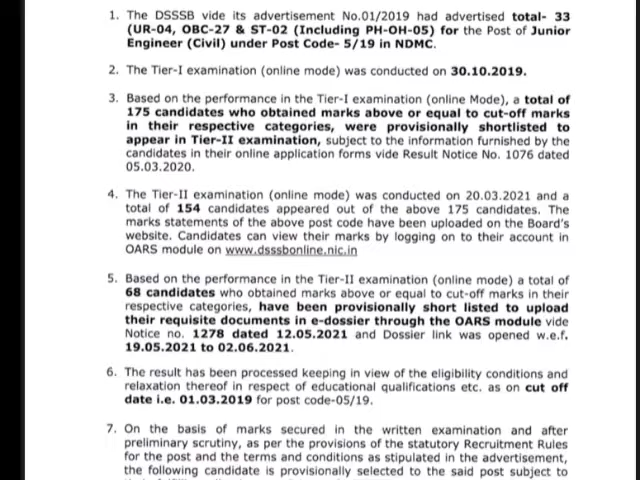 1. The DSSSB vide its advertisement No.01/2019 had advertised total- 33
(UR-04, OBC-27 & ST-02 (Including PH-OH-05) for the Post of Junior
Engineer (Civil) under Post Code- 5/19 in NDMC.
2. The Tier-I examination (online mode) was conducted on 30.10.2019.
3. Based on the performance in the Tier-I examination (online Mode), a total of
175 candidates who obtained marks above or equal to cut-off marks
in their respective categories, were provisionally shortlisted to
appear in Tier-II examination, subject to the information furnished by the
candidates in their online application forms vide Result Notice No. 1076 dated
05.03.2020.
4. The Tier-II examination (online mode) was conducted on 20.03.2021 and a
total of 154 candidates appeared out of the above 175 candidates. The
marks statements of the above post code have been uploaded on the Board's
website. Candidates can view their marks by logging on to their account in
OARS module on www.dsssbonline.nic.in
5. Based on the performance in the Tier-II examination (online mode) a total of
68 candidates who obtained marks above or equal to cut-off marks in their
respective categories, have been provisionally short listed to upload
their requisite documents in e-dossier through the OARS module vide
Notice no. 1278 dated 12.05.2021 and Dossier link was opened w.e.f.
19.05.2021 to 02.06.2021.
6. The result has been processed keeping in view of the eligibility conditions and
relaxation thereof in respect of educational qualifications etc. as on cut off
date i.e. 01.03.2019 for post code-05/19.
7. On the basis of marks secured in the written examination and after
preliminary scrutiny, as per the provisions of the statutory Recruitment Rules
for the post and the terms and conditions as stipulated in the advertisement,
the following candidate is provisionally selected to the said post subject to